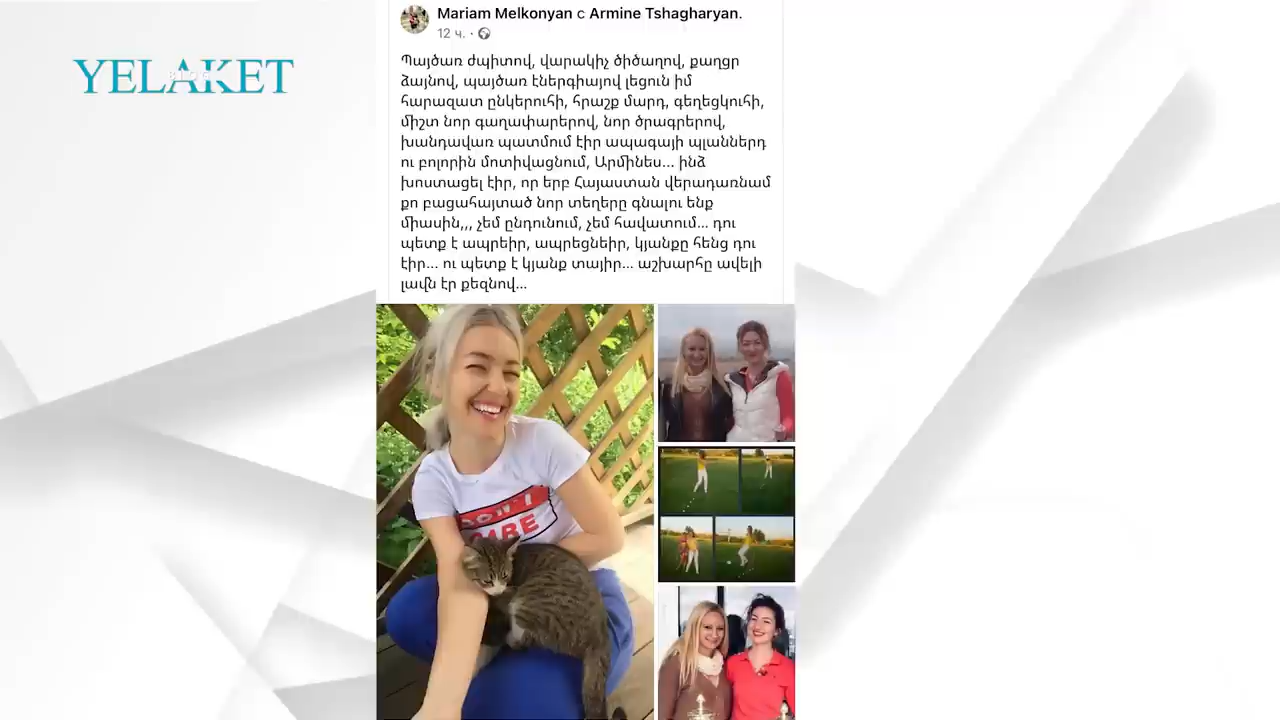 YELAKET
BLOG
Mariam Melkonyan с Armine Tshagharyan.
12 ч. ·
Պայծառ ժպիտով, վարակիչ ծիծաղով, քաղցր
ձայնով, պայծառ էներգիայով լեցուն իմ
հարազատ ընկերուհի, հրաշք մարդ, գեղեցկուհի,
միշտ նոր գաղափարերով, նոր ծրագրերով,
խանդավառ պատմում էիր ապագայի պլաններդ
ու բոլորին մոտիվացնում, Արմինես... ինձ
խոստացել էիր, որ երբ Հայաստան վերադառնամ
քո բացահայտած նոր տեղերը գնալու ենք
միասին,,, չեմ ընդունում, չեմ հավատում... դու
պետք է ապրեիր, ապրեցնեիր, կյանքը հենց դու
էիր... ու պետք է կյանք տայիր... աշխարհը ավելի
լավն էր քեզնով...
DON'T
CARE